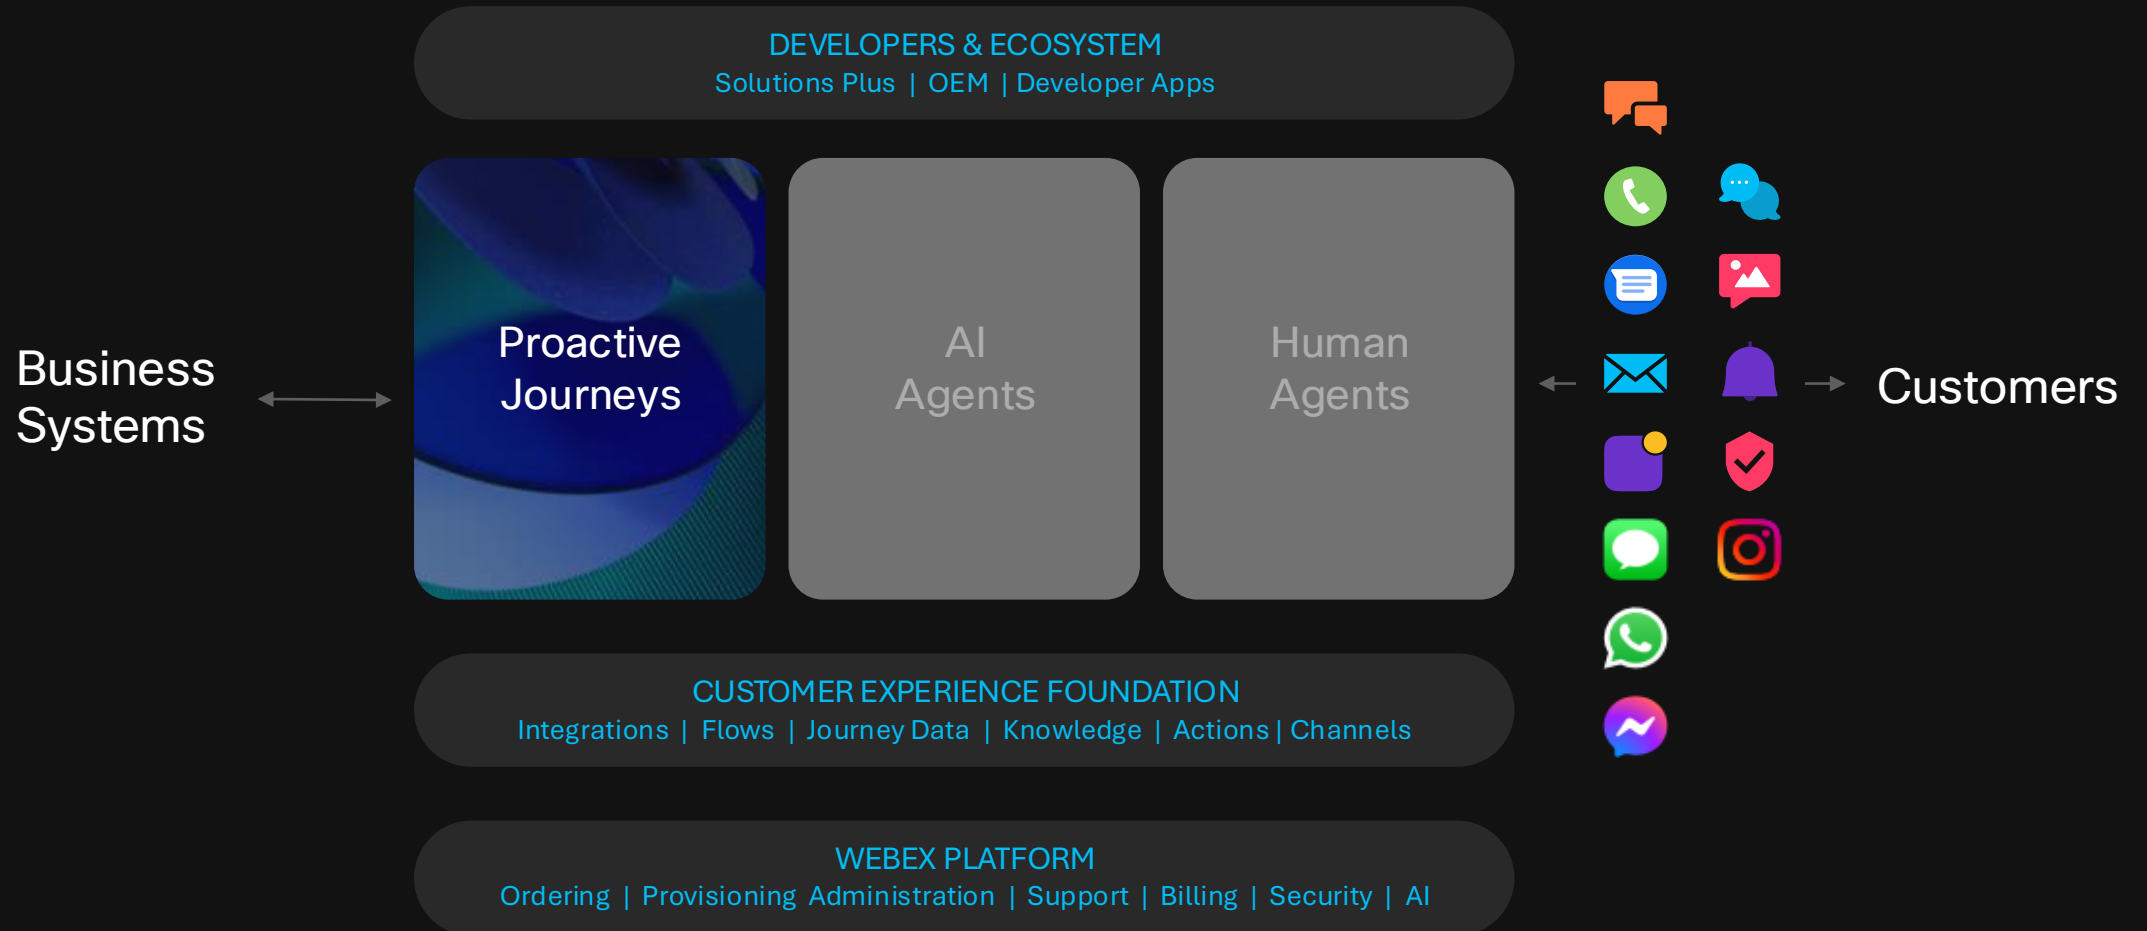 DEVELOPERS & ECOSYSTEM
Solutions Plus | OEM | Developer Apps
Business
Systems
Proactive
Journeys
AI
Agents
Human
Agents
Customers
CUSTOMER EXPERIENCE FOUNDATION
Integrations | Flows | Journey Data | Knowledge | Actions | Channels
WEBEX PLATFORM
Ordering | Provisioning Administration | Support | Billing | Security | AI